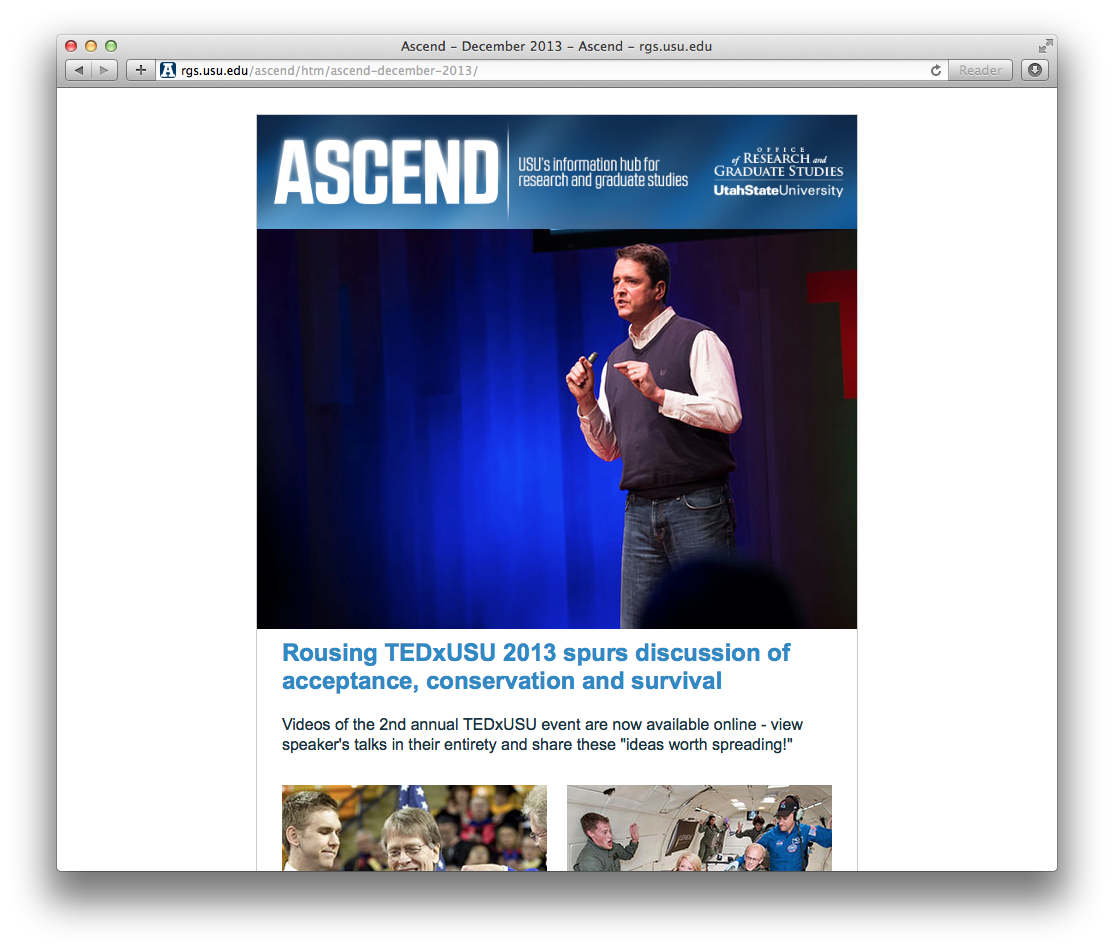 Ascend – December 2013 – Ascend – rgs.usu.edu
rgs.usu.edu/ascend/htm/ascend-december-2013/
Reader
ASCEND
USU's information hub for
research and graduate studies
OFFICE
of RESEARCH and
GRADUATE STUDIES
UtahStateUniversity
Rousing TEDxUSU 2013 spurs discussion of
acceptance, conservation and survival
Videos of the 2nd annual TEDxUSU event are now available online - view
speaker's talks in their entirety and share these "ideas worth spreading!"